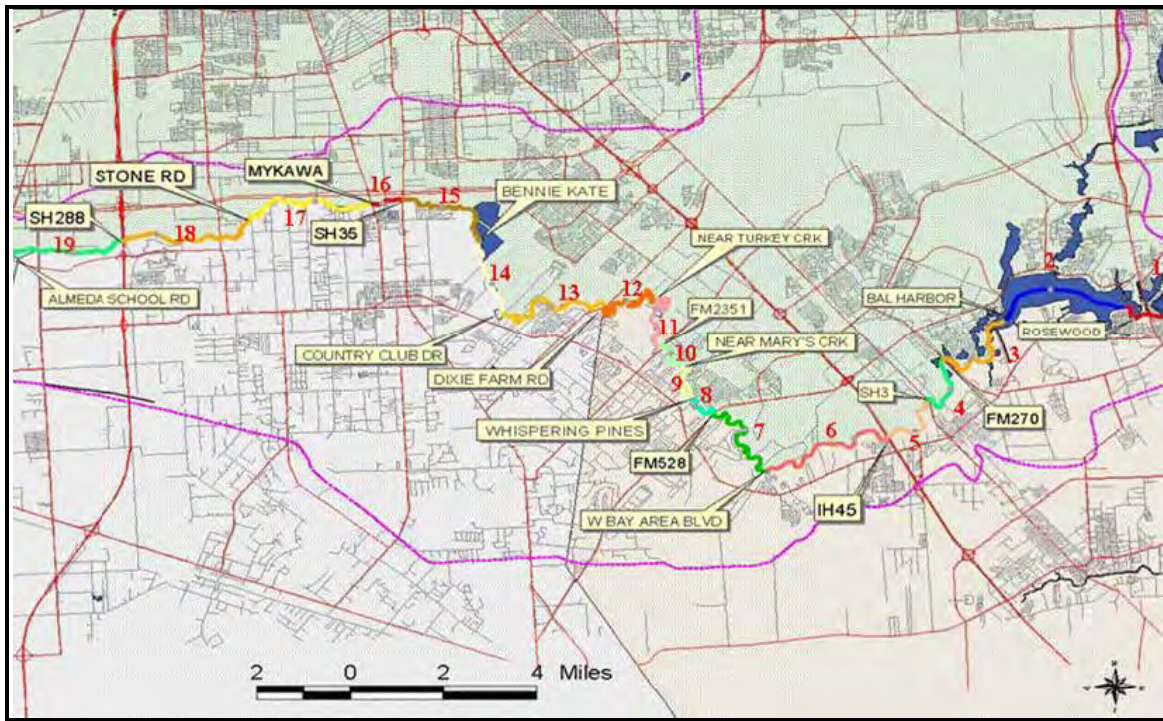 MYKAWA
16
15
STONE RD
BENNIE KATE
17
SH35
SH288
18
19
NEAR TURKEY CRK
2
1
14
12
13
BAL HARBOR
ALMEDA SCHOOL RD
FM2351
11
ROSEWOOD
COUNTRY CLUB DR
10
NEAR MARY'S CRK
3
DIXIE FARM RD
9
8
SH3
4
WHISPERING PINES
7
FM270
6
5
FM528
W BAY AREA BLVD
IH45
2 0 2 4 Miles